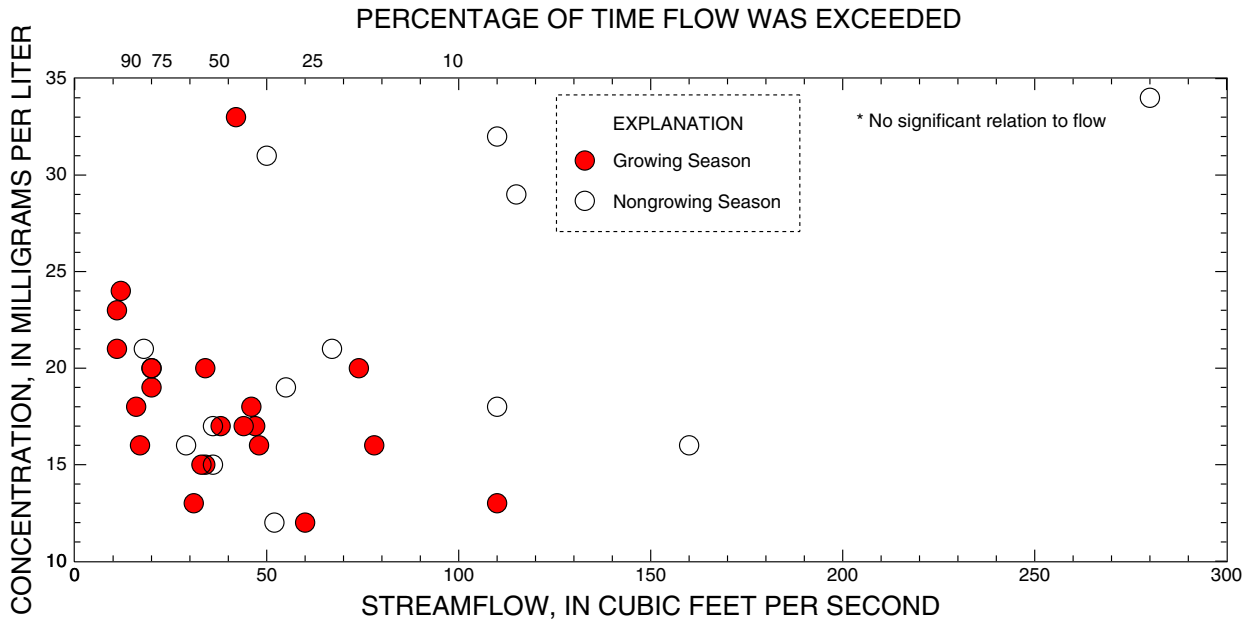 PERCENTAGE OF TIME FLOW WAS EXCEEDED
90 75 50 25 10
CONCENTRATION, IN MILLIGRAMS PER LITER
35
30
25
20
15
10
EXPLANATION
Growing Season
Nongrowing Season
* No significant relation to flow
0 50 100 150 200 250 300
STREAMFLOW, IN CUBIC FEET PER SECOND